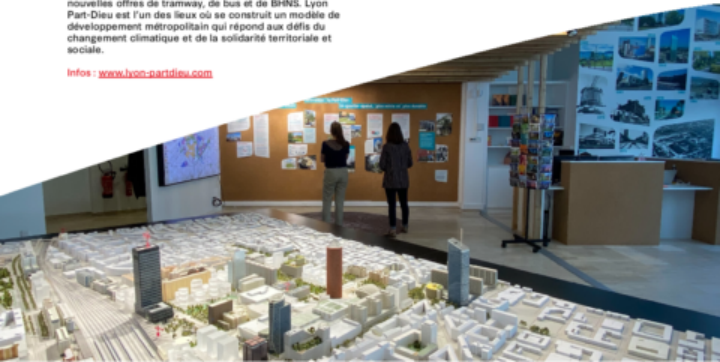 nouvelles offres de tramway, de bus et de BHNS. Lyon
Part-Dieu est l'un des lieux où se construit un modèle de
développement métropolitain qui répond aux défis du
changement climatique et de la solidarité territoriale et
sociale.
Infos : www.lyon-partdieu.com